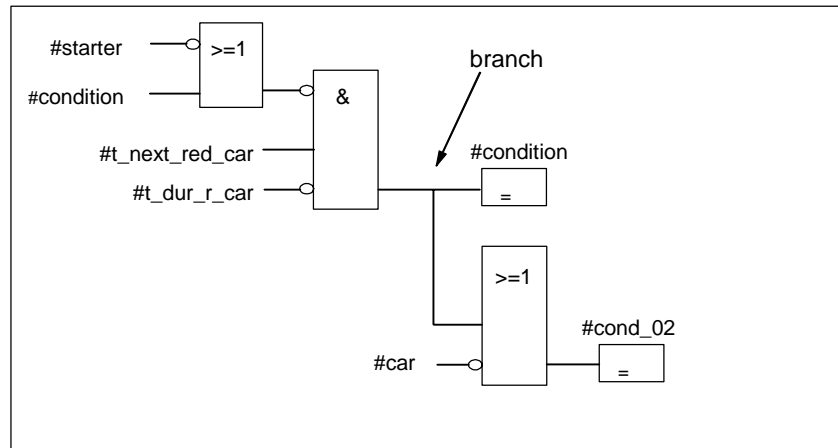 #starter
>=1
#condition
&
branch
#t_next_red_car
#condition
#t_dur_r_car
=
>=1
#cond_02
#car
=